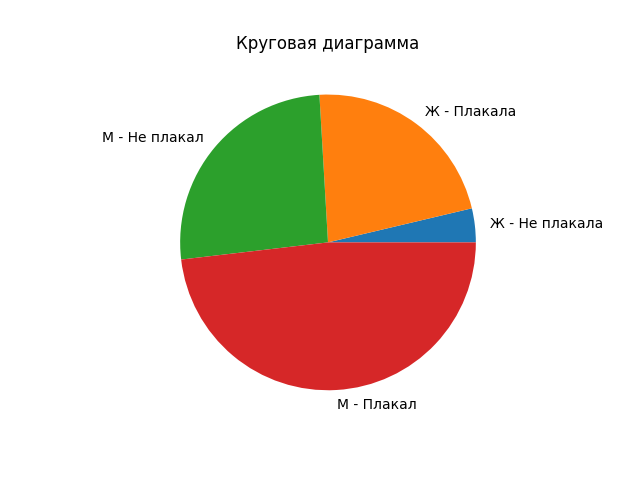 Круговая диаграмма
Ж - Плакала
М - Не плакал
Ж - Не плакала
М - Плакал